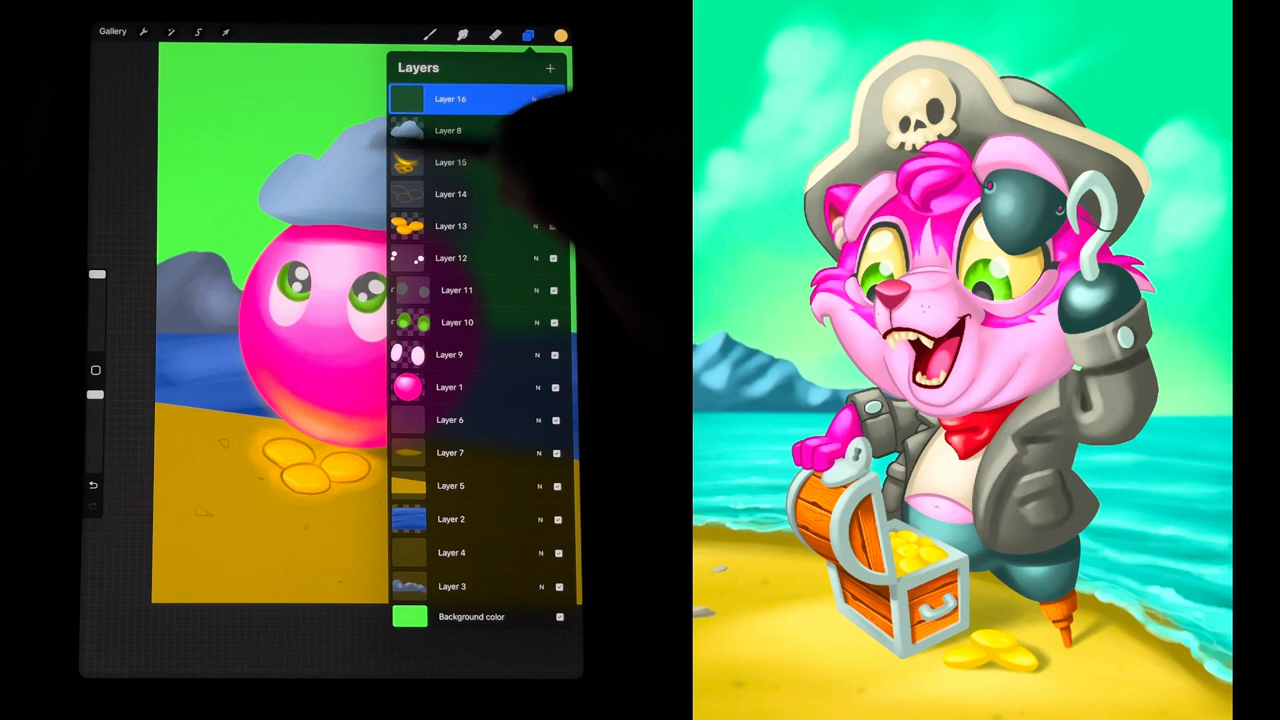 Gallery
Layers
Layer 16 N
Layer 8
Layer 15
Layer 14
Layer 13 N
Layer 12 N
Layer 11 N
Layer 10 N
Layer 9 N
Layer 1 N
Layer 6 N
Layer 7 N
Layer 5 N
Layer 2 N
Layer 4 N
Layer 3 N
Background color